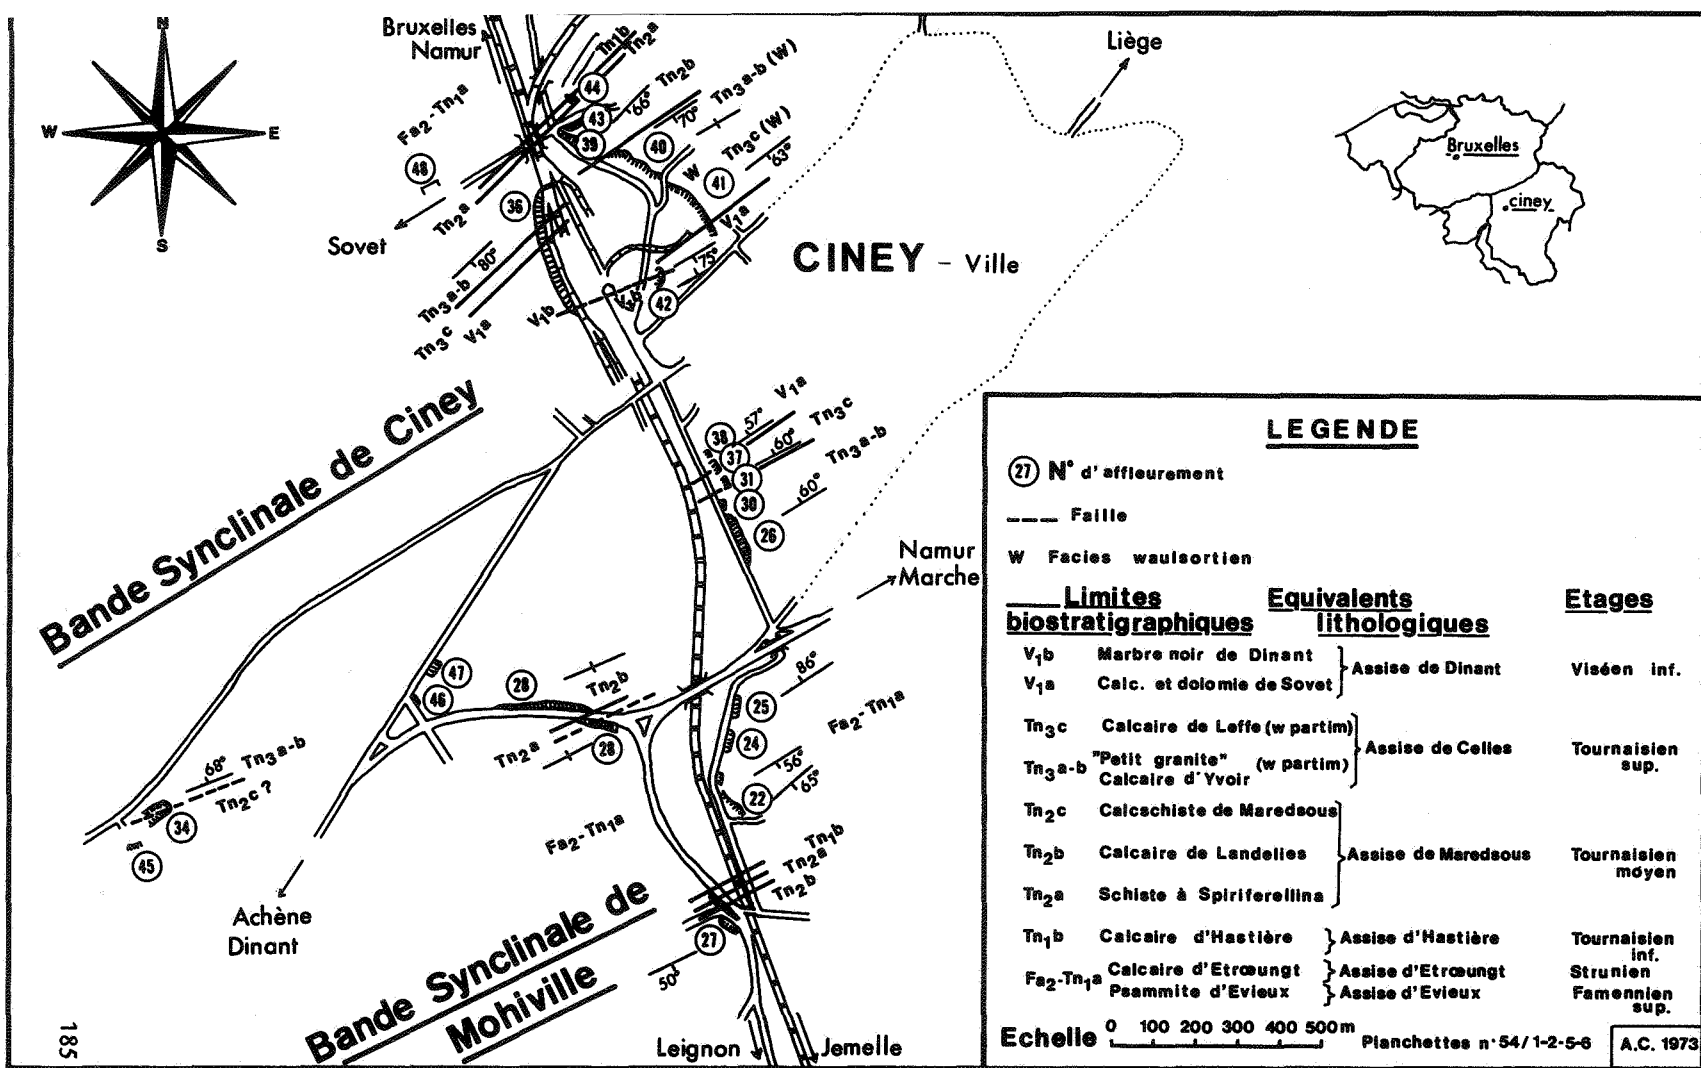 N
W
E
S
Bruxelles
Namur
Liège
Bruxelles
ciney
CINEY - Ville
Sovet
Fa2-Tn1a
Tn1b
Tn2a
Tn2b
Tn3a-b (W)
Tn3c (W)
W
V1a
66°
70°
63°
75°
80°
44
43
39
40
41
48
36
42
Tn2a
Tn3a-b
Tn3c
V1a
V1b
V1b
Bande Synclinale de Ciney
V1a
Tn3c
Tn3a-b
57°
60°
60°
38
37
31
30
26
Namur
Marche
47
46
28
28
Tn2b
Tn2a
86°
25
24
Fa2-Tn1a
56°
65°
22
68°
Tn3a-b
Tn2c ?
34
45
Fa2-Tn1a
Tn1b
Tn2a
Tn2b
27
50°
Achène
Dinant
Bande Synclinale de
Mohiville
Leignon
Jemelle
185
LEGENDE
27 N° d'affleurement
Faille
W Facies waulsortien
Limites biostratigraphiques
Equivalents lithologiques
Etages
V1b Marbre noir de Dinant
V1a Calc. et dolomie de Sovet
Assise de Dinant Viséen inf.
Tn3c Calcaire de Leffe (w partim)
Tn3a-b "Petit granite" (w partim)
Calcaire d'Yvoir
Assise de Celles Tournaisien sup.
Tn2c Calcschiste de Maredsous
Tn2b Calcaire de Landelies
Assise de Maredsous Tournaisien moyen
Tn2a Schiste à Spiriferellina
Tn1b Calcaire d'Hastière Assise d'Hastière Tournaisien inf.
Fa2-Tn1a Calcaire d'Etrœungt Assise d'Etrœungt Strunien
Psammite d'Evieux Assise d'Evieux Famennien sup.
Echelle 0 100 200 300 400 500m
Planchettes n° 54/1-2-5-6
A.C. 1973